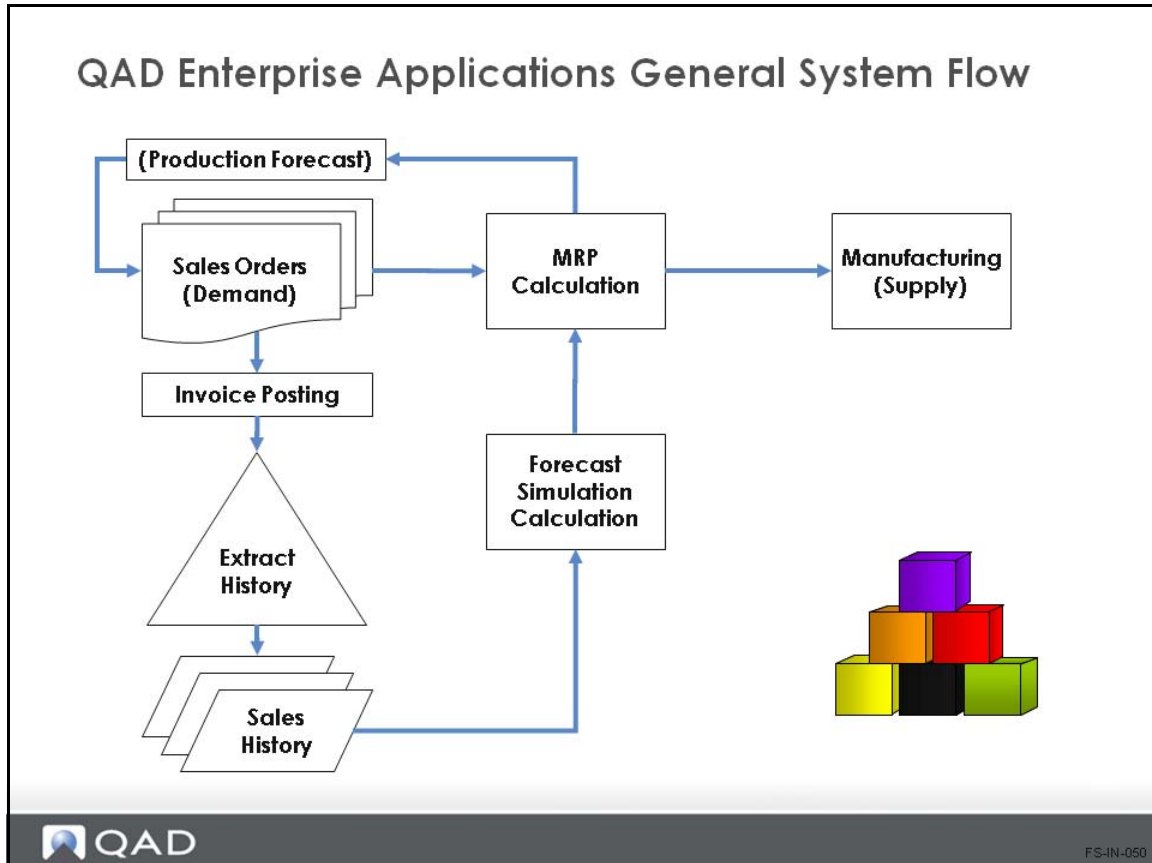 QAD Enterprise Applications General System Flow
(Production Forecast)
Sales Orders
(Demand)
MRP
Calculation
Manufacturing
(Supply)
Invoice Posting
Forecast
Simulation
Calculation
Extract
History
Sales
History
QAD
FS-IN-050